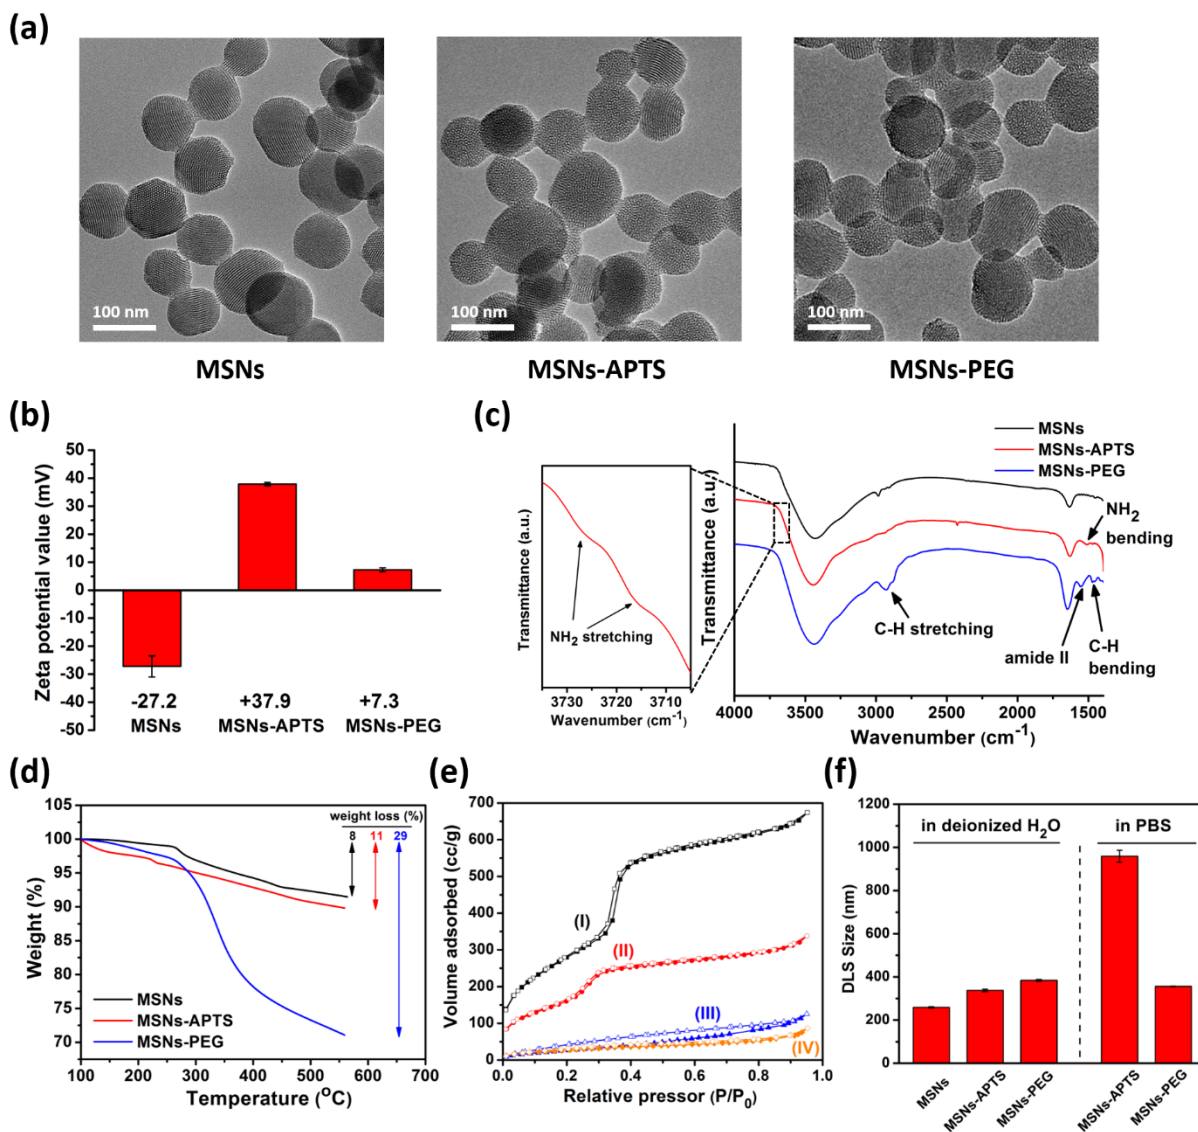 (a)
100 nm
100 nm
100 nm
MSNs
MSNs-APTS
MSNs-PEG
(b)
Zeta potential value (mV)
50
40
30
20
10
0
-10
-20
-30
-40
-50
-27.2
+37.9
+7.3
MSNs
MSNs-APTS
MSNs-PEG
(c)
Transmittance (a.u.)
NH2 stretching
3730
3720
3710
Wavenumber (cm-1)
MSNs
MSNs-APTS
MSNs-PEG
Transmittance (a.u.)
NH2
bending
C-H stretching
amide II
C-H
bending
4000
3500
3000
2500
2000
1500
Wavenumber (cm-1)
(d)
Weight (%)
105
100
95
90
85
80
75
70
weight loss (%)
8 11 29
MSNs
MSNs-APTS
MSNs-PEG
100
200
300
400
500
600
700
Temperature (OC)
(e)
Volume adsorbed (cc/g)
700
600
500
400
300
200
100
0
(I)
(II)
(III)
(IV)
0.0
0.2
0.4
0.6
0.8
1.0
Relative pressor (P/P0)
(f)
DLS Size (nm)
1200
1000
800
600
400
200
0
in deionized H2O
in PBS
MSNs
MSNs-APTS
MSNs-PEG
MSNs-APTS
MSNs-PEG